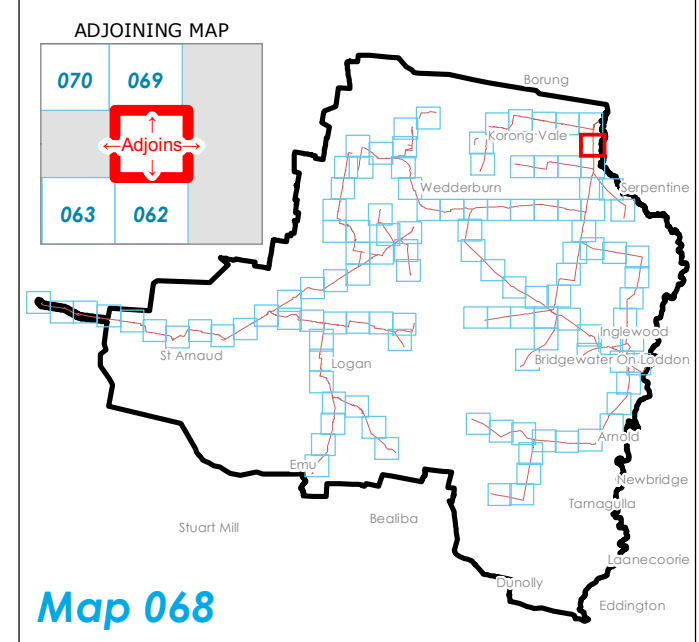 ADJOINING MAP
070 069
←Adjoins→
063 062
Borung
Korong Vale
Wedderburn
Serpentine
Inglewood
St Arnaud
Logan
Bridgewater On Loddon
Arnold
Emu
Newbridge
Tarnagulla
Bealiba
Stuart Mill
Laanecoorie
Dunolly
Eddington
Map 068